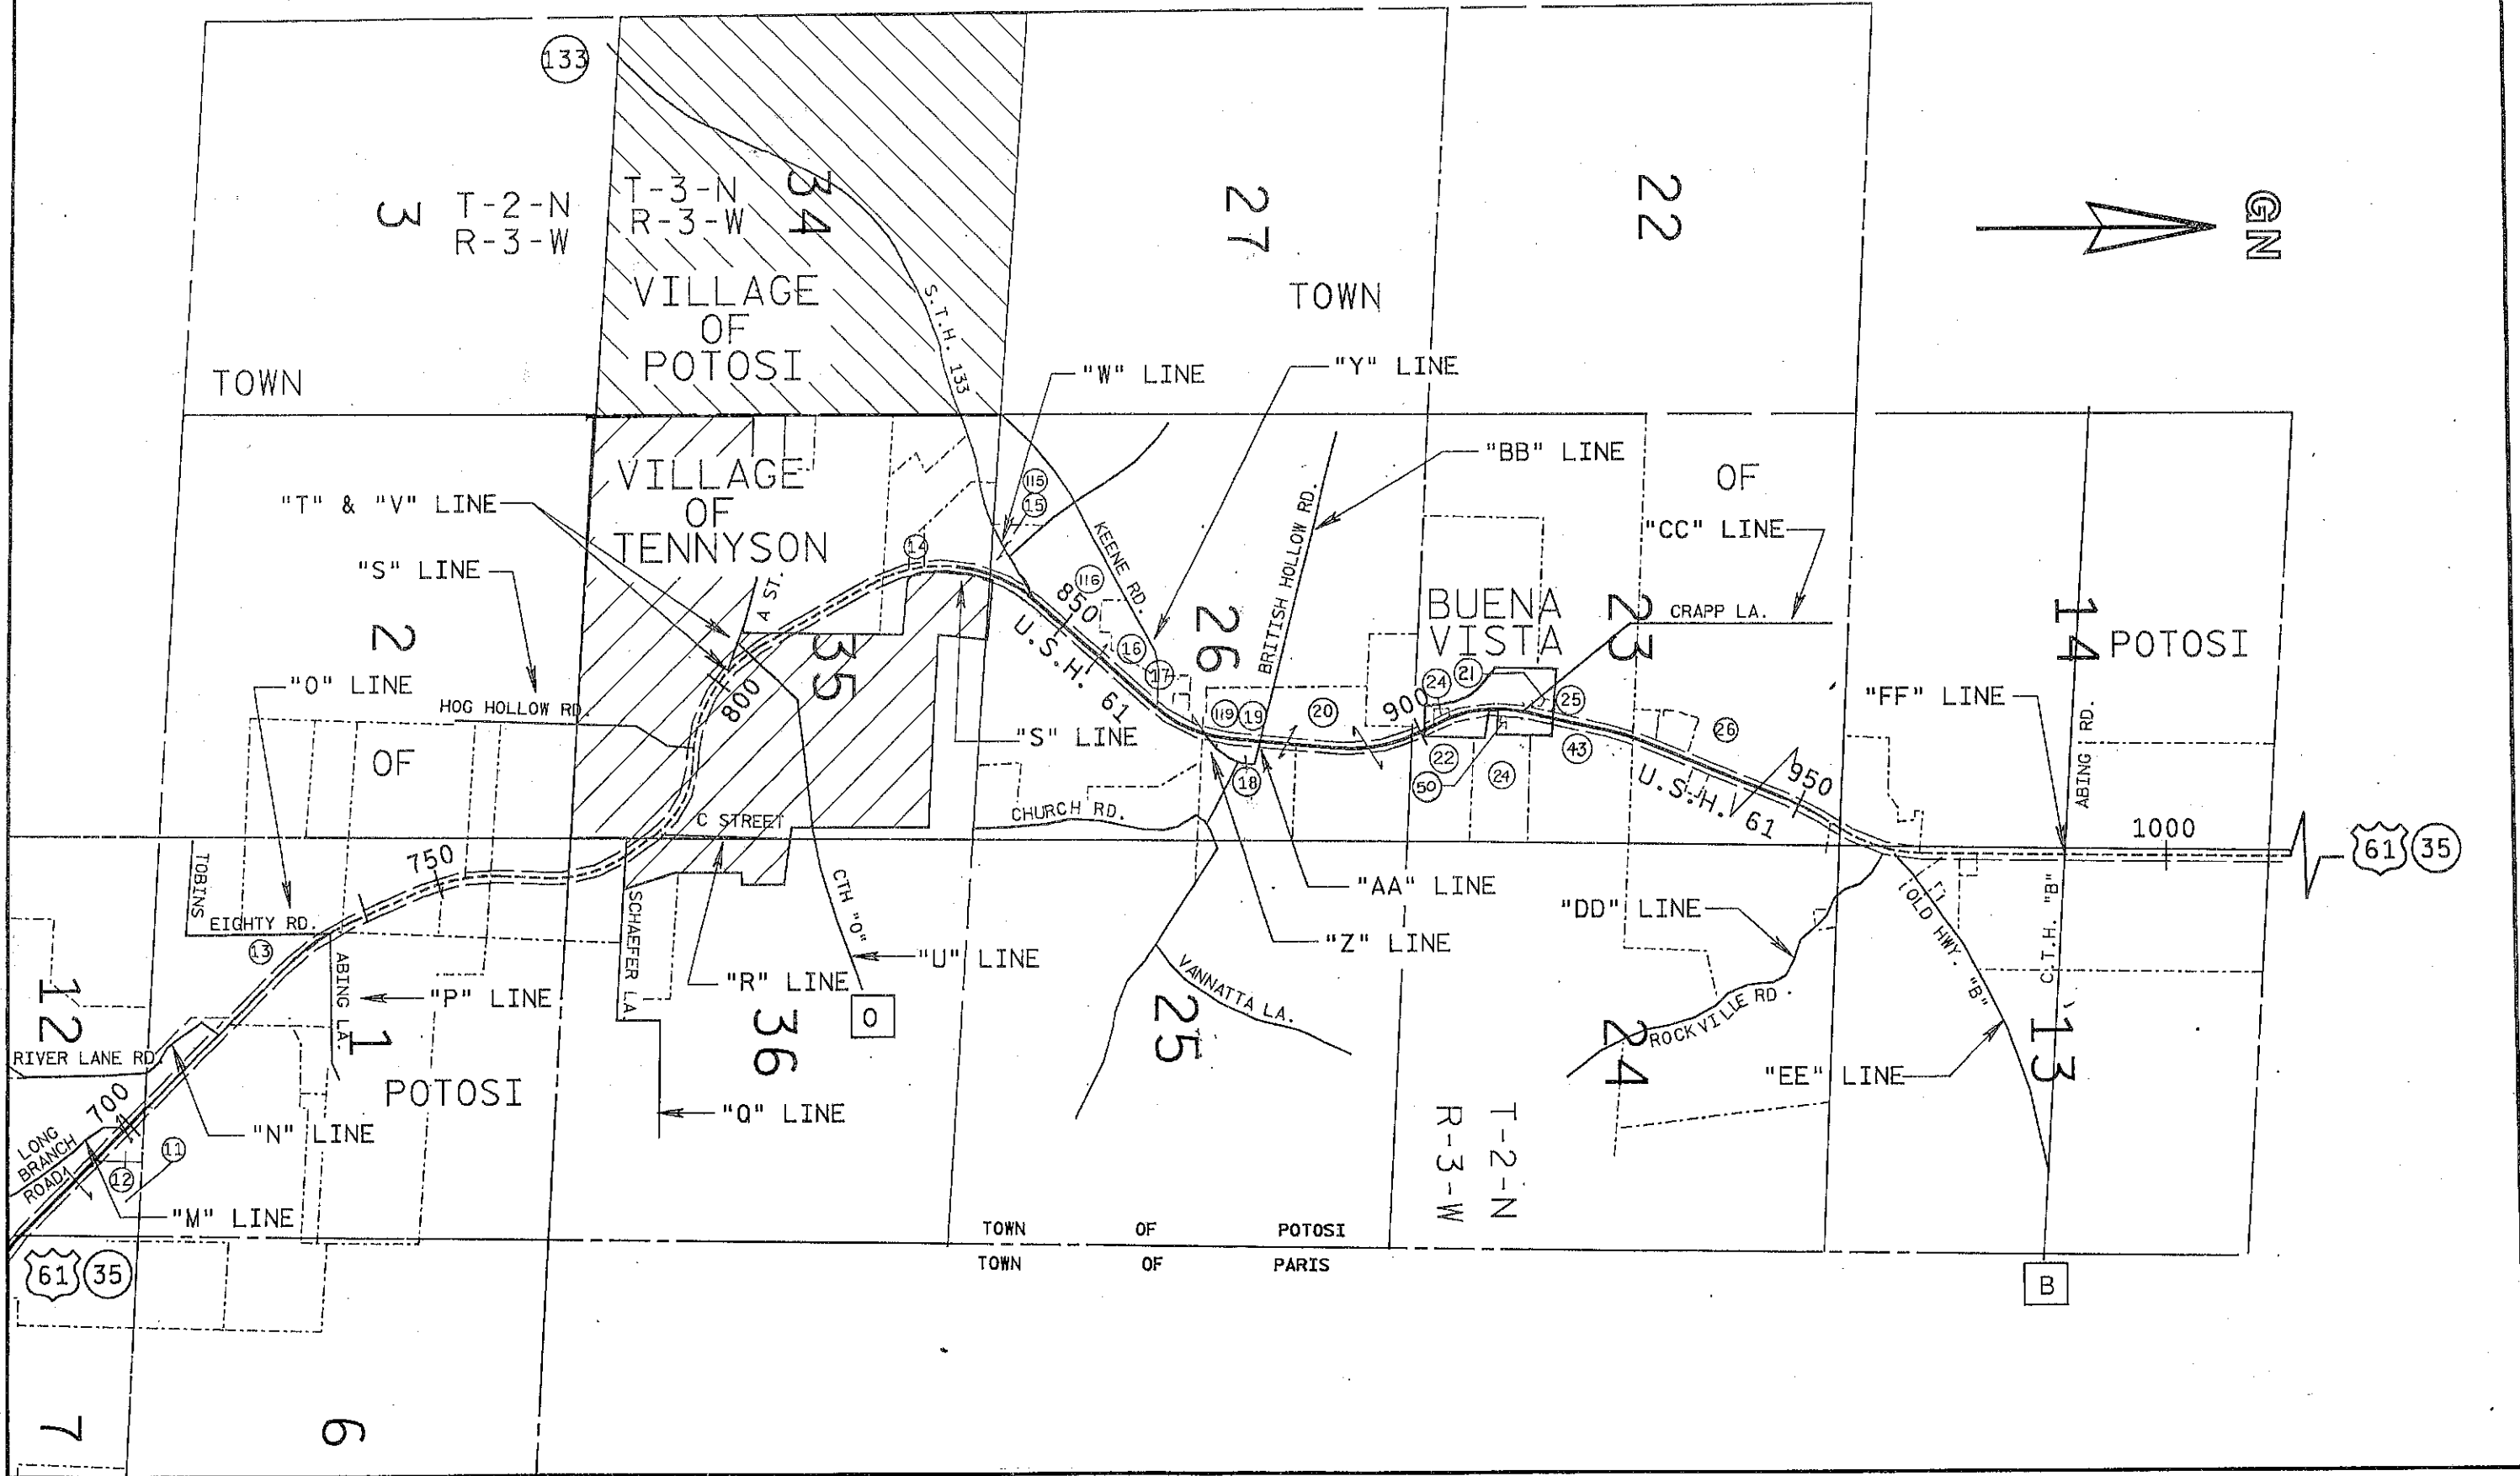 133
3
T-2-N
R-3-W
T-3-N
R-3-W
34
VILLAGE
OF
POTOSI
S.T.H. 133
27
22
GN
TOWN
TOWN
"W" LINE
"Y" LINE
"BB" LINE
OF
"CC" LINE
VILLAGE
OF
TENNYSON
"T" & "V" LINE
"S" LINE
A ST.
14
115
15
KEENE RD.
116
850
U.S.H. 61
16
17
26
BRITISH HOLLOW RD.
BUENA
VISTA
23
CRAPP LA.
14
POTOSI
2
"O" LINE
HOG HOLLOW RD.
OF
800
35
"S" LINE
119
19
20
900
24
21
25
26
43
22
24
50
18
U.S.H. 61
950
"FF" LINE
ABING RD.
1000
61
35
C STREET
CHURCH RD.
TOBINS
EIGHTY RD.
13
750
SCHAEFER LA.
CTH "O"
"U" LINE
"R" LINE
O
"AA" LINE
"Z" LINE
VANNATTA LA.
25
"DD" LINE
OLD HWY. "B"
C.T.H. "B"
12
ABING LA.
"P" LINE
1
36
24
ROCKVILLE RD.
13
"EE" LINE
RIVER LANE RD.
700
POTOSI
"Q" LINE
"N" LINE
LONG
BRANCH
ROAD
11
12
"M" LINE
T-2-N
R-3-W
TOWN OF POTOSI
TOWN OF PARIS
B
61
35
7
6